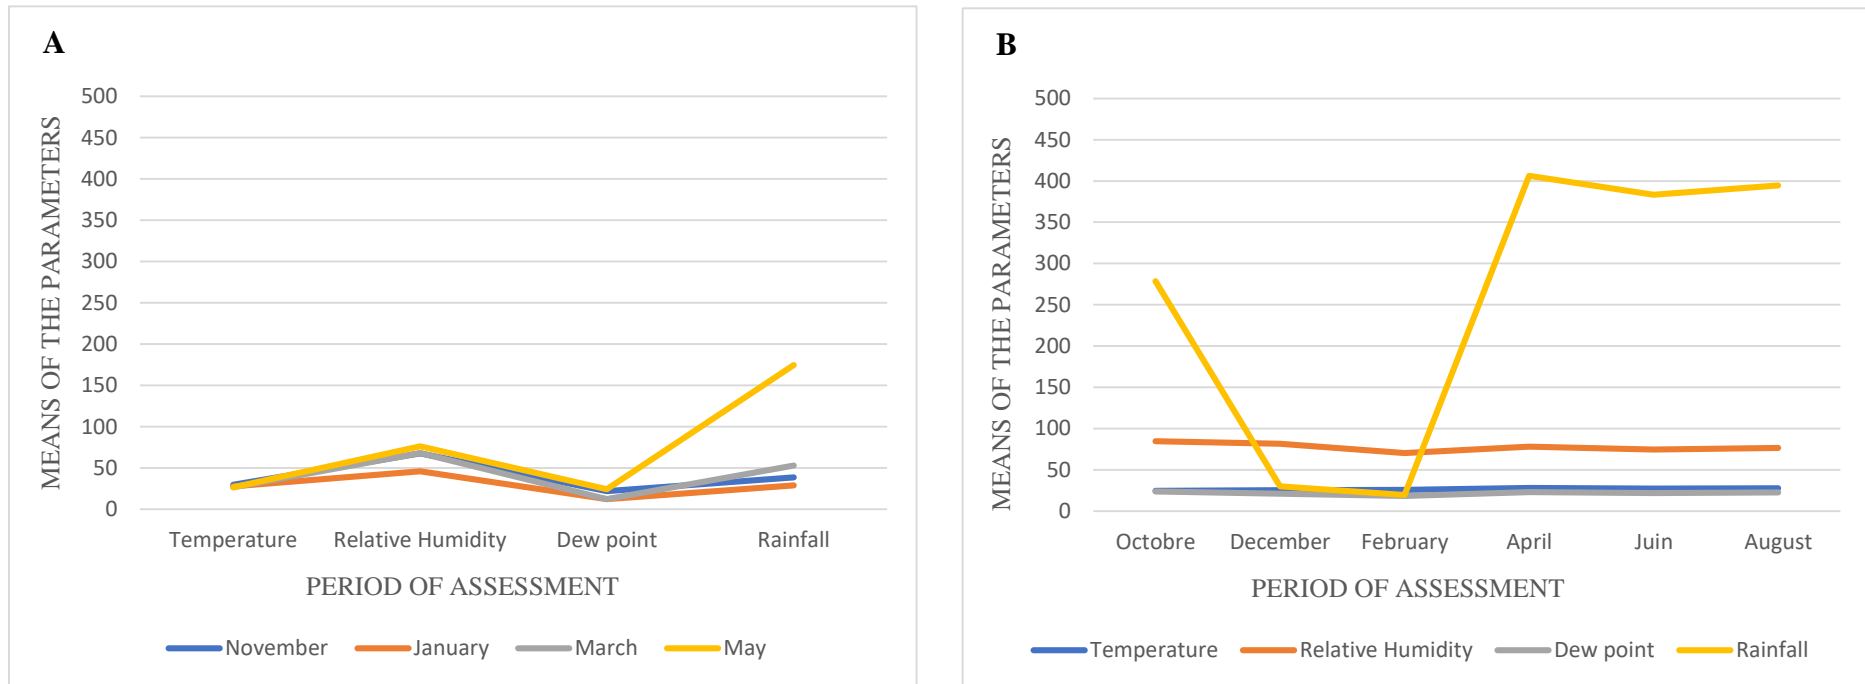 A
MEANS OF THE PARAMETERS
500
450
400
350
300
250
200
150
100
50
0
Temperature Relative Humidity Dew point Rainfall
PERIOD OF ASSESSMENT
November January March May
B
MEANS OF THE PARAMETERS
500
450
400
350
300
250
200
150
100
50
0
Octobre December February April Juin August
PERIOD OF ASSESSMENT
Temperature Relative Humidity Dew point Rainfall